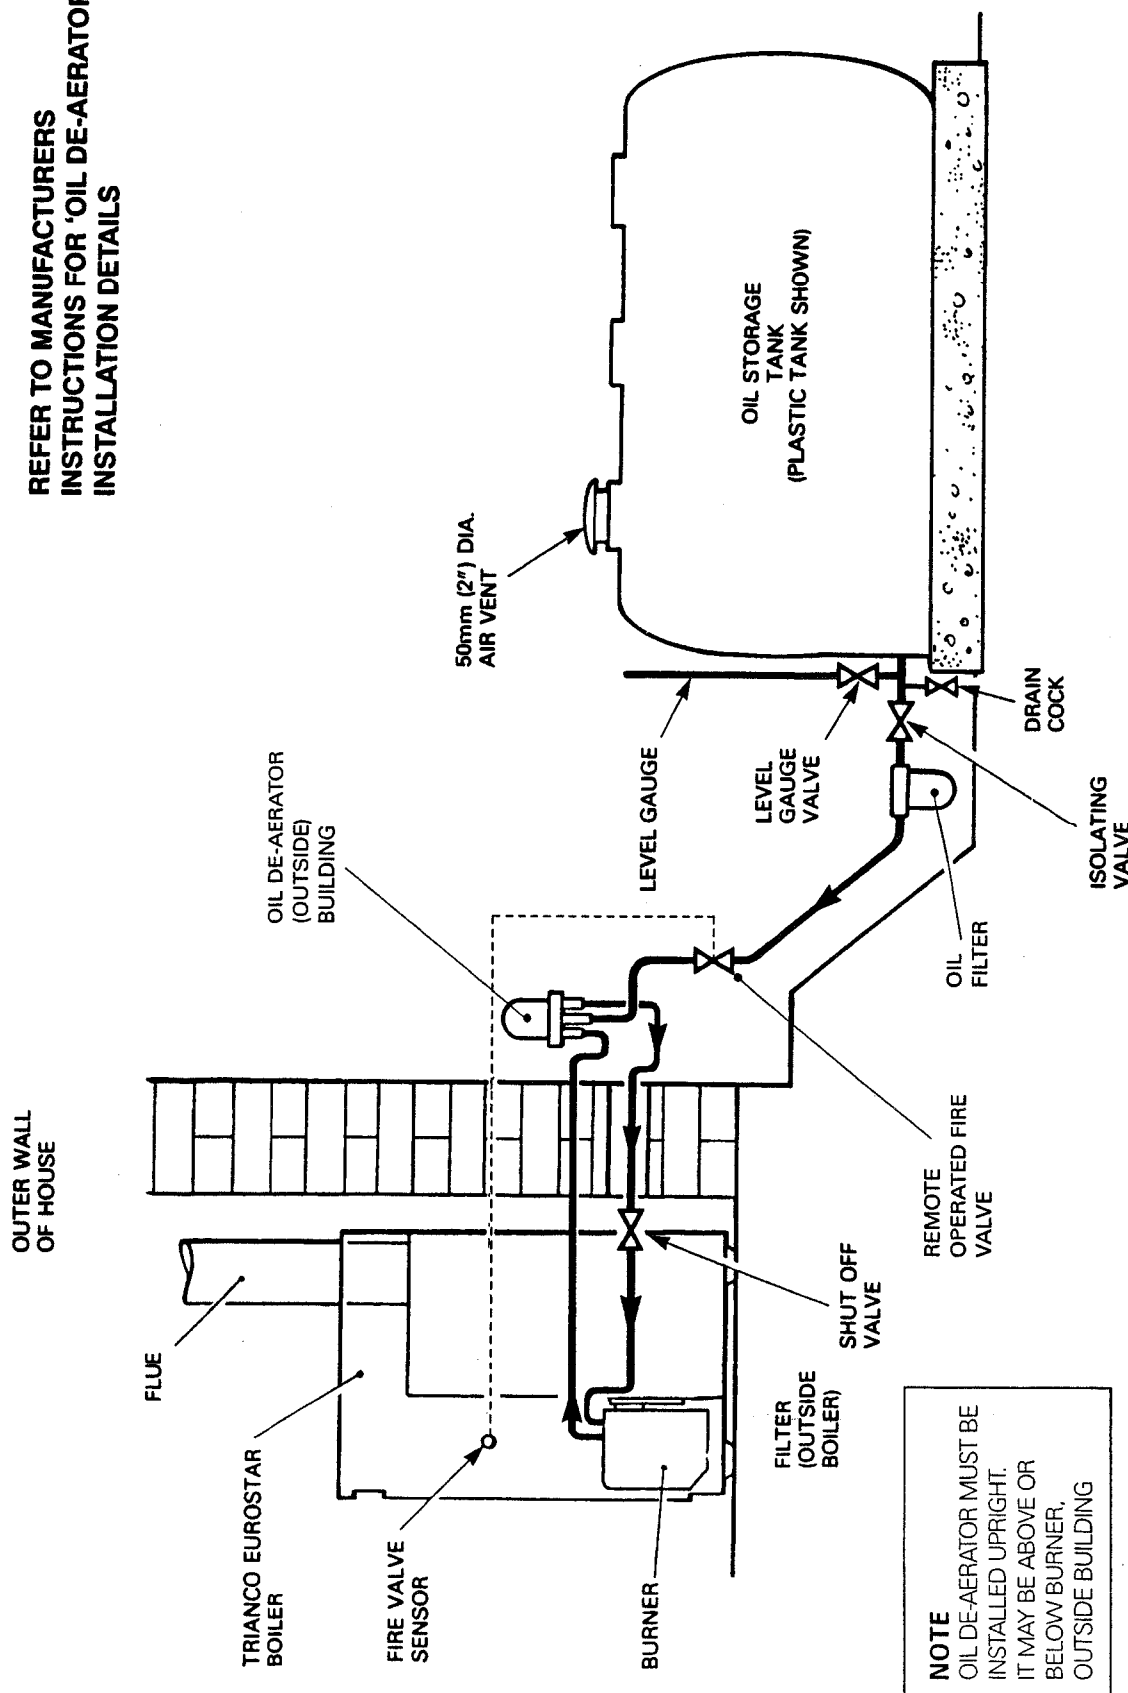 REFER TO MANUFACTURERS
INSTRUCTIONS FOR 'OIL DE-AERATOR
INSTALLATION DETAILS
OUTER WALL
OF HOUSE
FLUE
TRIANCO EUROSTAR
BOILER
FIRE VALVE
SENSOR
BURNER
OIL DE-AERATOR
(OUTSIDE)
BUILDING
50mm (2") DIA.
AIR VENT
LEVEL GAUGE
LEVEL
GAUGE
VALVE
OIL STORAGE
TANK
(PLASTIC TANK SHOWN)
DRAIN
COCK
ISOLATING
VALVE
OIL
FILTER
REMOTE
OPERATED FIRE
VALVE
SHUT OFF
VALVE
FILTER
(OUTSIDE
BOILER)
NOTE
OIL DE-AERATOR MUST BE
INSTALLED UPRIGHT.
IT MAY BE ABOVE OR
BELOW BURNER,
OUTSIDE BUILDING